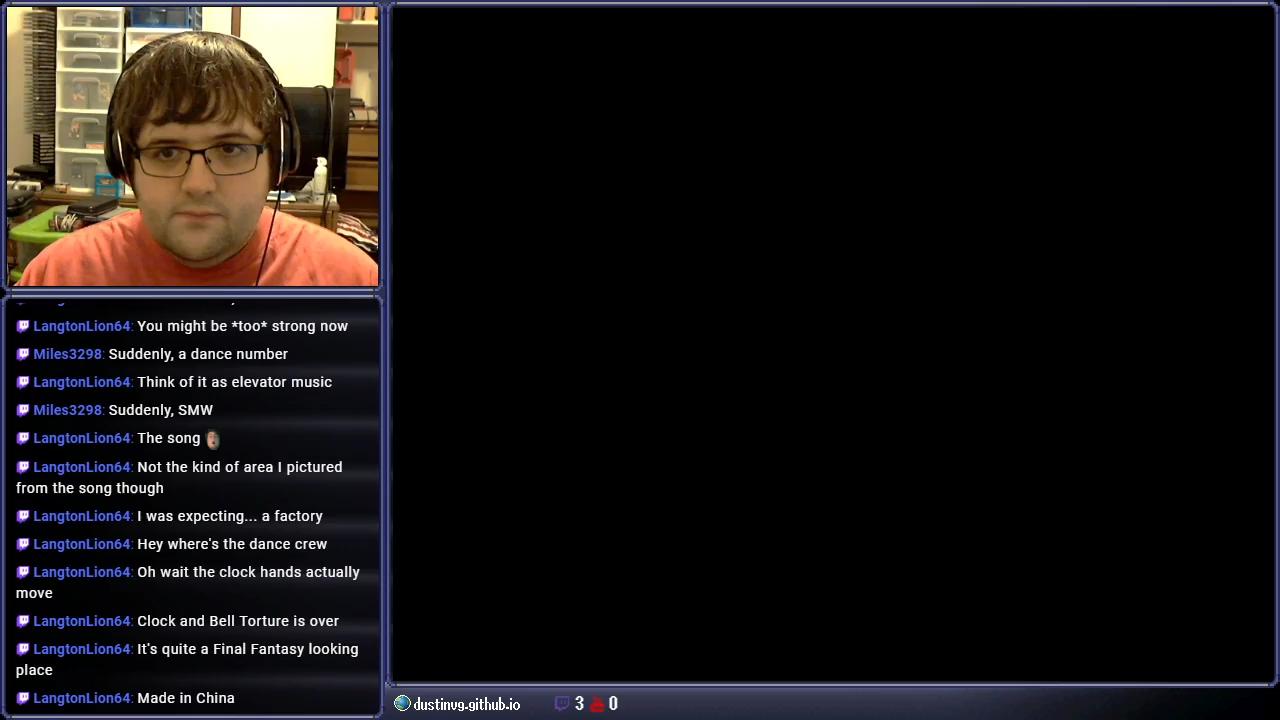 LangtonLion64: You might be *too* strong now
Miles3298: Suddenly, a dance number
LangtonLion64: Think of it as elevator music
Miles3298: Suddenly, SMW
LangtonLion64: The song
LangtonLion64: Not the kind of area I pictured
from the song though
LangtonLion64: I was expecting... a factory
LangtonLion64: Hey where's the dance crew
LangtonLion64: Oh wait the clock hands actually
move
LangtonLion64: Clock and Bell Torture is over
LangtonLion64: It's quite a Final Fantasy looking
place
LangtonLion64: Made in China
dustinvg.github.io 3 0